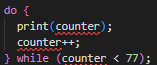 do {
    print(counter);
    counter++;
} while (counter < 77);